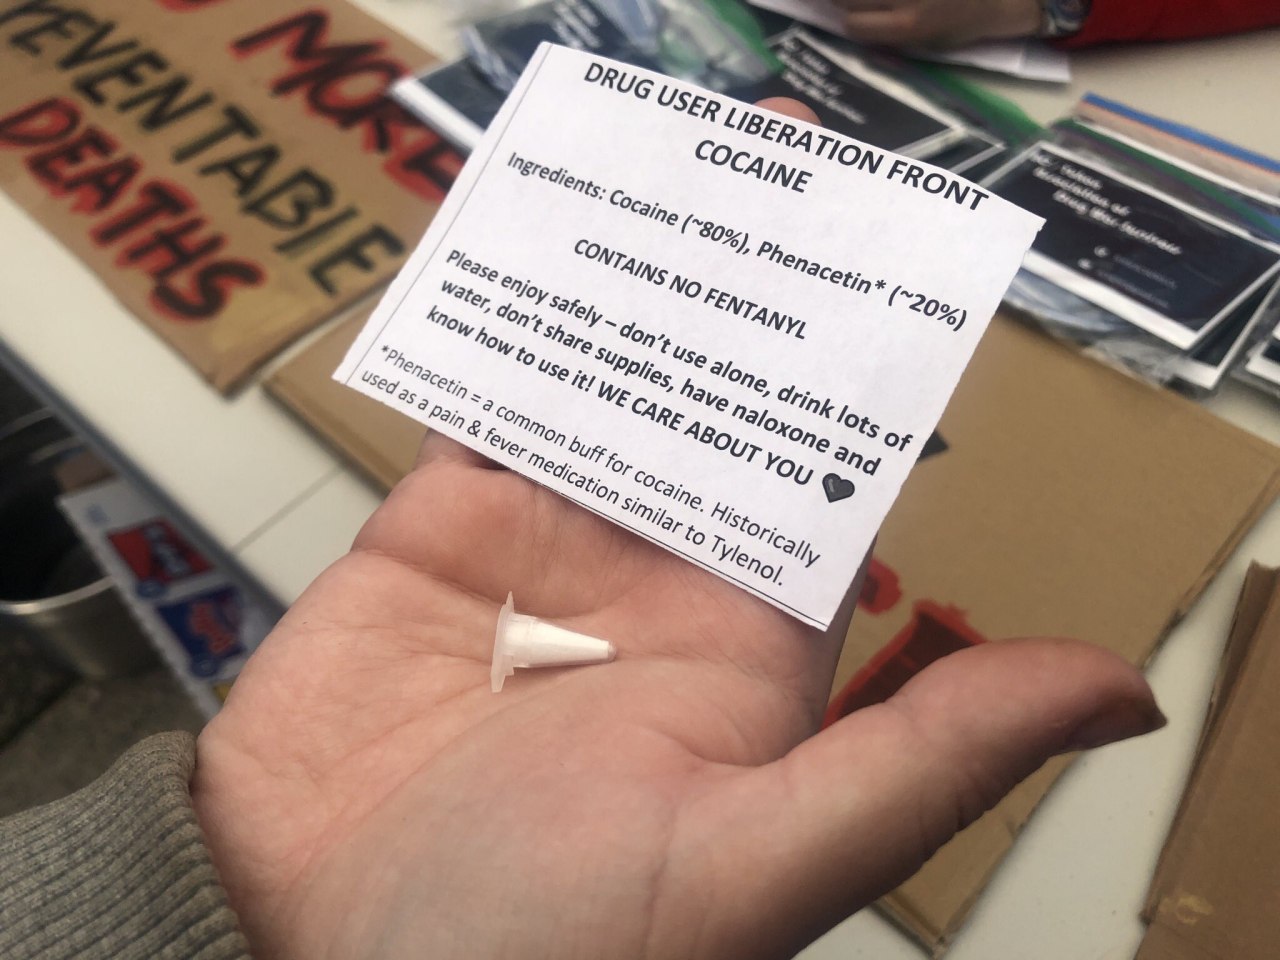 MORE
PREVENTABLE
DEATHS
DRUG USER LIBERATION FRONT
COCAINE
Ingredients: Cocaine (~80%), Phenacetin* (~20%)
CONTAINS NO FENTANYL
Please enjoy safely – don't use alone, drink lots of
water, don't share supplies, have naloxone and
know how to use it! WE CARE ABOUT YOU 🖤
*Phenacetin = a common buff for cocaine. Historically
used as a pain & fever medication similar to Tylenol.